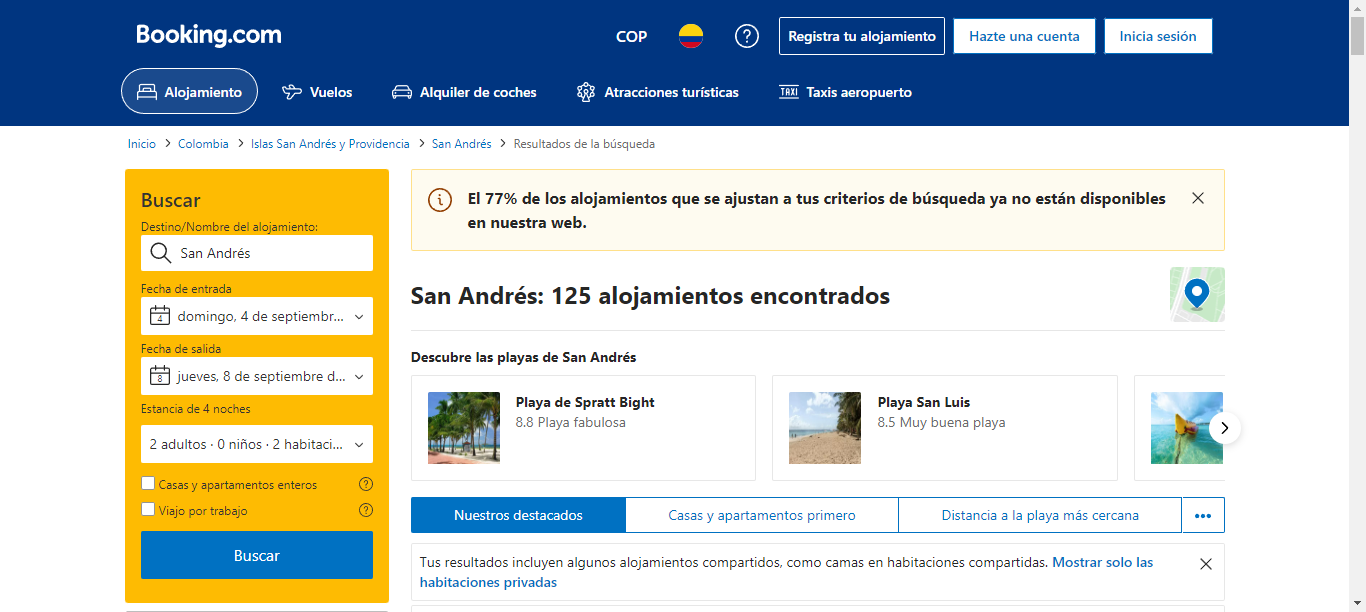 Booking.com
COP
Registra tu alojamiento
Hazte una cuenta
Inicia sesión
Alojamiento
Vuelos
Alquiler de coches
Atracciones turísticas
TAXI Taxis aeropuerto
Inicio > Colombia > Islas San Andrés y Providencia > San Andrés > Resultados de la búsqueda
Buscar
Destino/Nombre del alojamiento:
San Andrés
Fecha de entrada
4 domingo, 4 de septiembr...
Fecha de salida
8 jueves, 8 de septiembre d...
Estancia de 4 noches
2 adultos · 0 niños · 2 habitaci...
Casas y apartamentos enteros
Viajo por trabajo
Buscar
El 77% de los alojamientos que se ajustan a tus criterios de búsqueda ya no están disponibles
en nuestra web.
San Andrés: 125 alojamientos encontrados
Descubre las playas de San Andrés
Playa de Spratt Bight
8.8 Playa fabulosa
Playa San Luis
8.5 Muy buena playa
Nuestros destacados
Casas y apartamentos primero
Distancia a la playa más cercana
Tus resultados incluyen algunos alojamientos compartidos, como camas en habitaciones compartidas. Mostrar solo las
habitaciones privadas